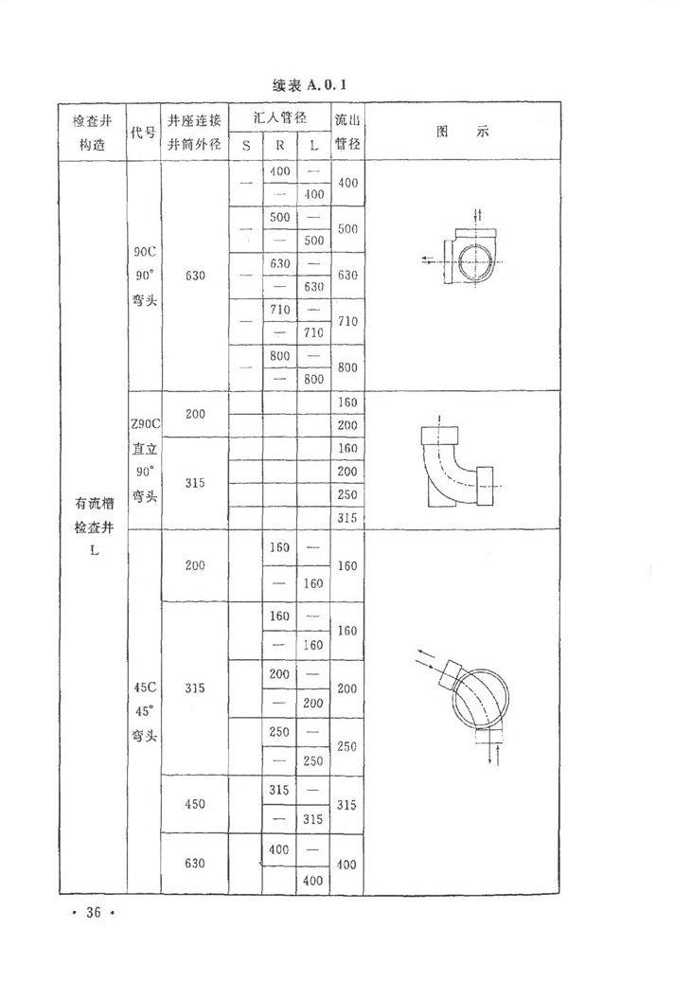 续表 A.0.1
检查井构造 代号 井座连接井筒外径 汇入管径 流出管径 图 示
S R L
有流槽检查井 L
90C 90° 弯头 630
— 400 — 400
— 400
— 500 — 500
— 500
— 630 — 630
— 630
— 710 — 710
— 710
— 800 — 800
— 800
Z90C 直立 90° 弯头
200 160
200
315 160
200
250
315
45C 45° 弯头
200 160 — 160
— 160
315 160 — 160
— 160
200 — 200
— 200
250 — 250
— 250
450 315 — 315
— 315
630 400 — 400
400
· 36 ·